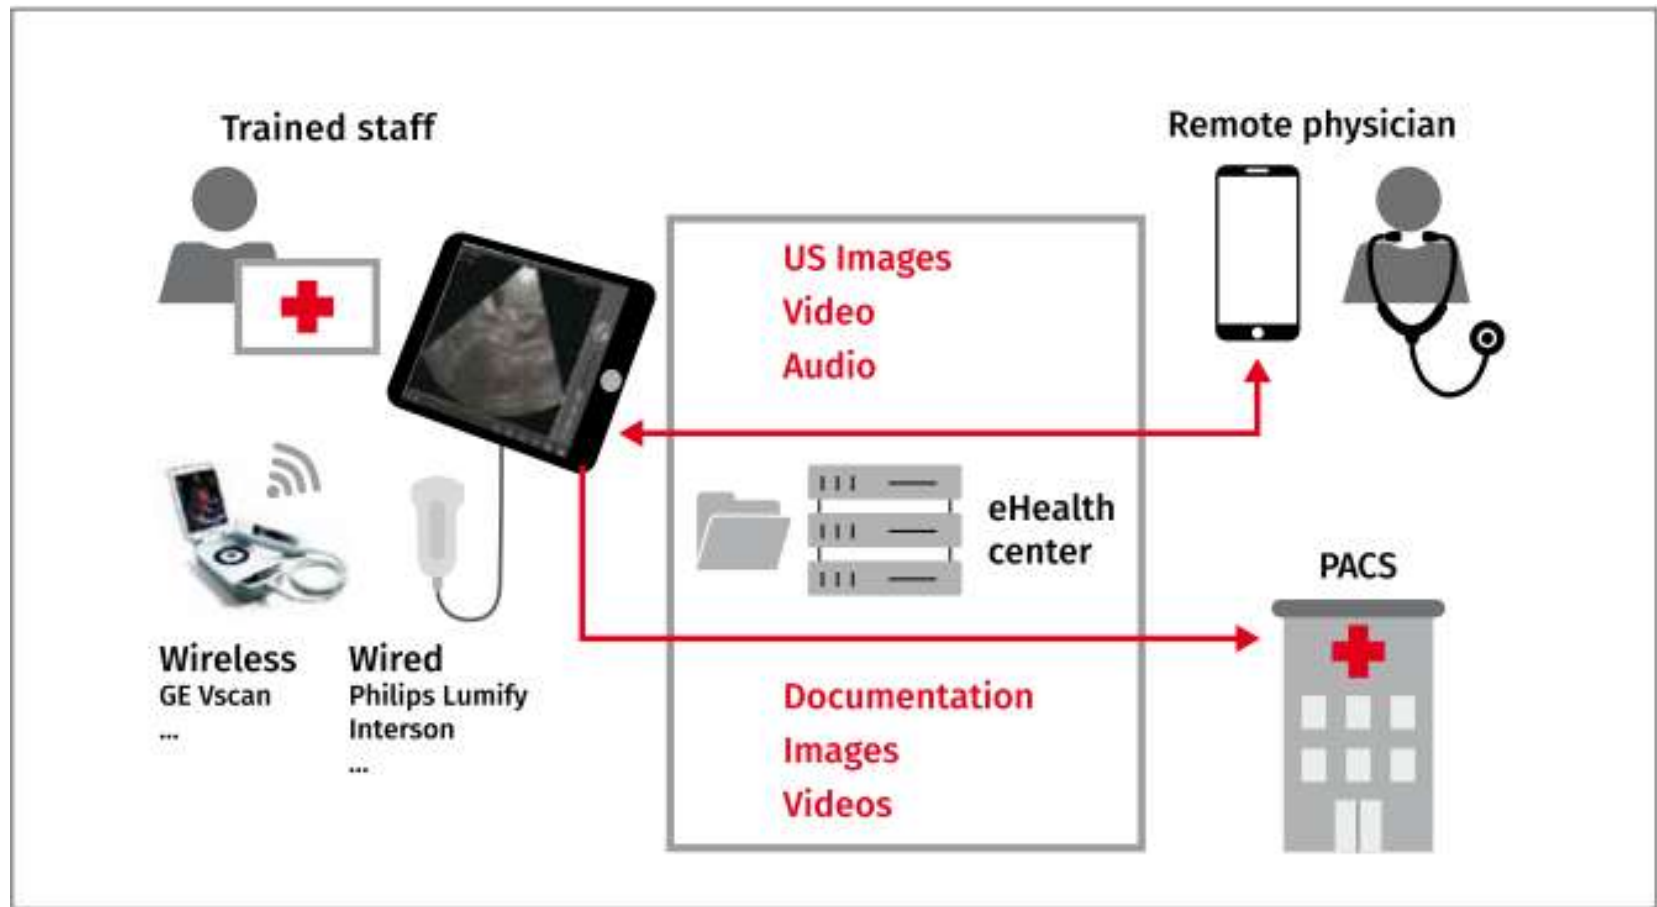 Trained staff
Remote physician
US Images
Video
Audio
eHealth
center
PACS
Wireless
GE Vscan
...
Wired
Philips Lumify
Interson
...
Documentation
Images
Videos